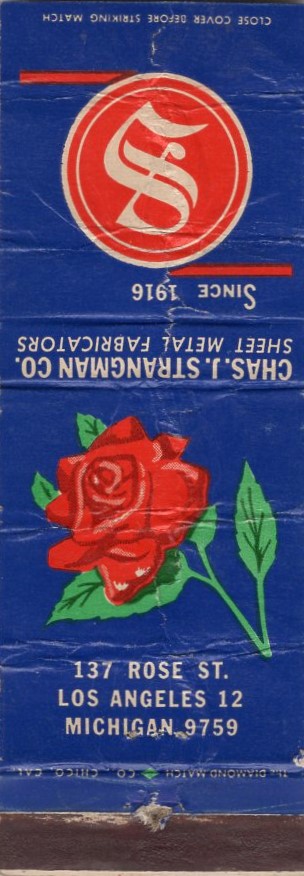 CLOSE COVER BEFORE STRIKING MATCH
S
SINCE 1916
CHAS. J. STRANGMAN CO.
SHEET METAL FABRICATORS
137 ROSE ST.
LOS ANGELES 12
MICHIGAN 9759
THE DIAMOND MATCH CO., CHICO, CAL